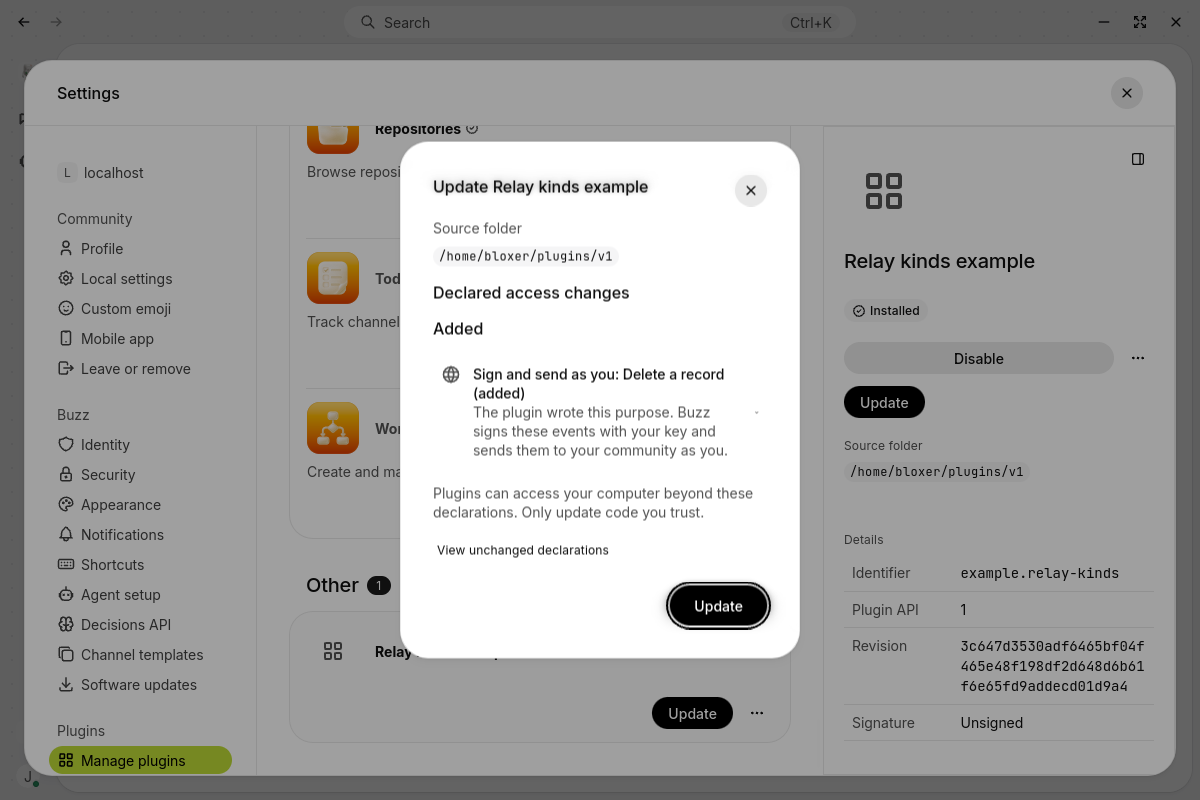 Search
Ctrl+K
Settings
L localhost
Community
Profile
Local settings
Custom emoji
Mobile app
Leave or remove
Buzz
Identity
Security
Appearance
Notifications
Shortcuts
Agent setup
Decisions API
Channel templates
Software updates
Plugins
Manage plugins
J
Repositories
Browse
Track channel
Create and
Other 1
Update
Update Relay kinds example
Source folder
/home/bloxer/plugins/v1
Declared access changes
Added
Sign and send as you: Delete a record
(added)
The plugin wrote this purpose. Buzz
signs these events with your key and
sends them to your community as you.
Plugins can access your computer beyond these
declarations. Only update code you trust.
View unchanged declarations
Update
Relay kinds example
Installed
Disable
Update
Source folder
/home/bloxer/plugins/v1
Details
Identifier example.relay-kinds
Plugin API 1
Revision 3c647d3530adf6465bf04f
465e48f198df2d648d6b61
f6e65fd9addecd01d9a4
Signature Unsigned